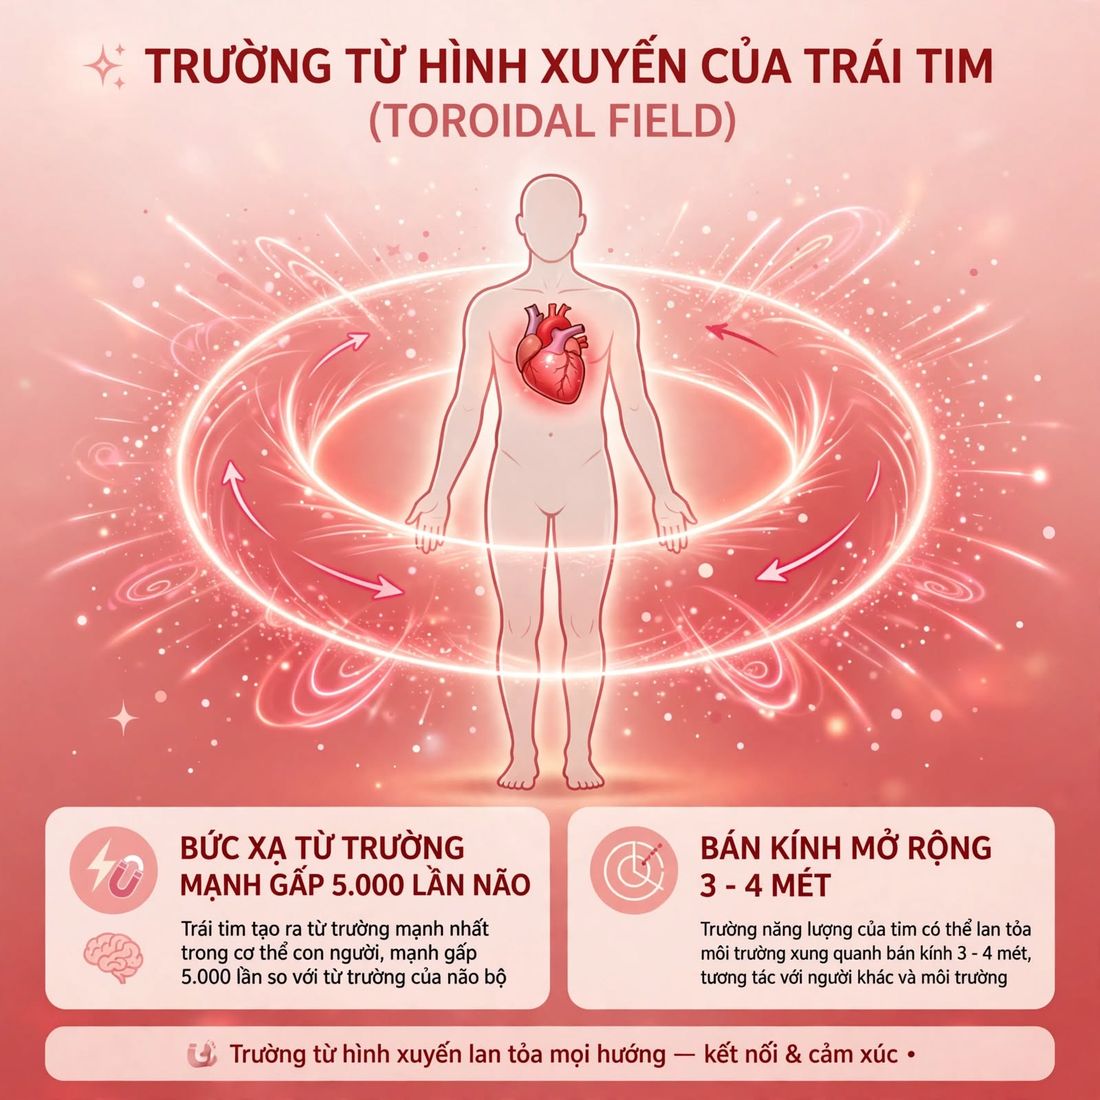 TRƯỜNG TỪ HÌNH XUYẾN CỦA TRÁI TIM
(TOROIDAL FIELD)
BỨC XẠ TỪ TRƯỜNG
MẠNH GẤP 5.000 LẦN NÃO
Trái tim tạo ra từ trường mạnh nhất
trong cơ thể con người, mạnh gấp
5.000 lần so với từ trường của não bộ
BÁN KÍNH MỞ RỘNG
3 - 4 MÉT
Trường năng lượng của tim có thể lan tỏa
môi trường xung quanh bán kính 3 - 4 mét,
tương tác với người khác và môi trường
Trường từ hình xuyến lan tỏa mọi hướng — kết nối & cảm xúc •